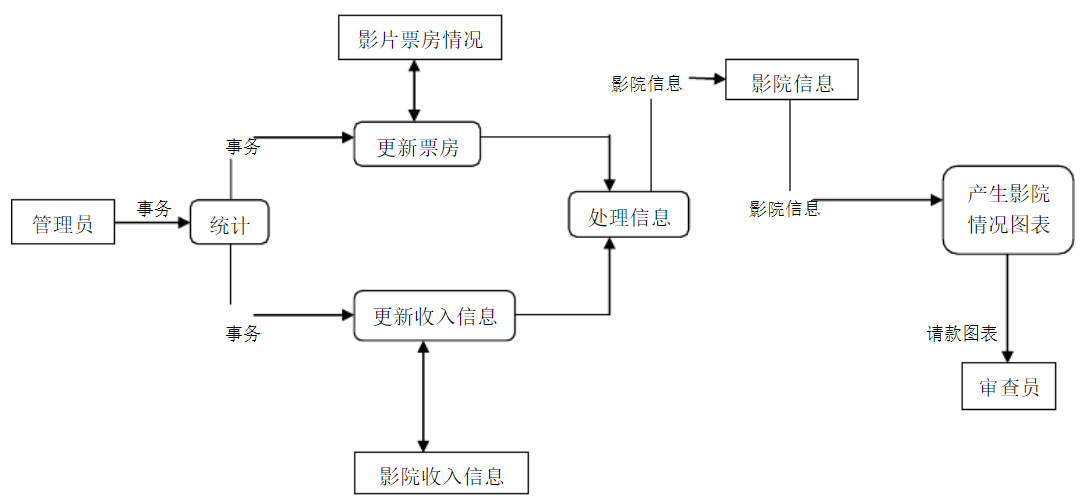 影片票房情况
影院信息
影院信息
事务
更新票房
产生影院
情况图表
管理员
事务
统计
处理信息
影院信息
事务
更新收入信息
请款图表
审查员
影院收入信息